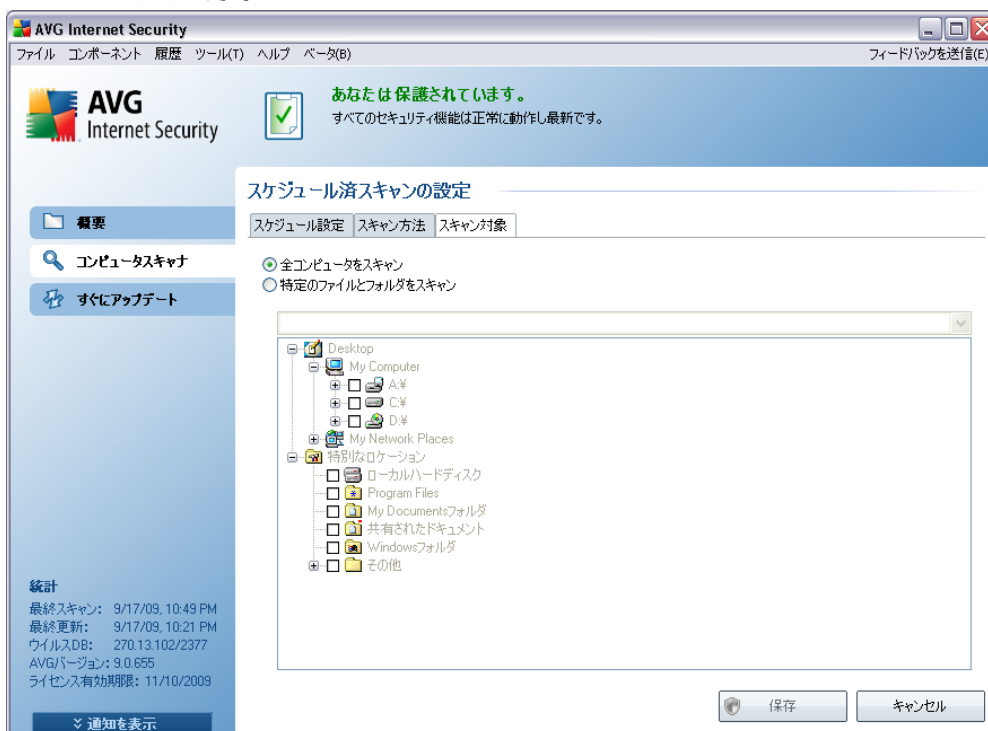 AVG Internet Security
ファイル コンポーネント 履歴 ツール(T) ヘルプ ベータ(B) フィードバックを送信(E)
AVG
Internet Security
あなたは保護されています。
すべてのセキュリティ機能は正常に動作し最新です。
スケジュール済スキャンの設定
概要
コンピュータスキャナ
すぐにアップデート
スケジュール設定 スキャン方法 スキャン対象
全コンピュータをスキャン
特定のファイルとフォルダをスキャン
Desktop
My Computer
A:¥
C:¥
D:¥
My Network Places
特別なロケーション
ローカルハードディスク
Program Files
My Documentsフォルダ
共有されたドキュメント
Windowsフォルダ
その他
統計
最終スキャン: 9/17/09, 10:49 PM
最終更新: 9/17/09, 10:21 PM
ウイルスDB: 270.13.102/2377
AVGバージョン: 9.0.655
ライセンス有効期限: 11/10/2009
通知を表示
保存 キャンセル